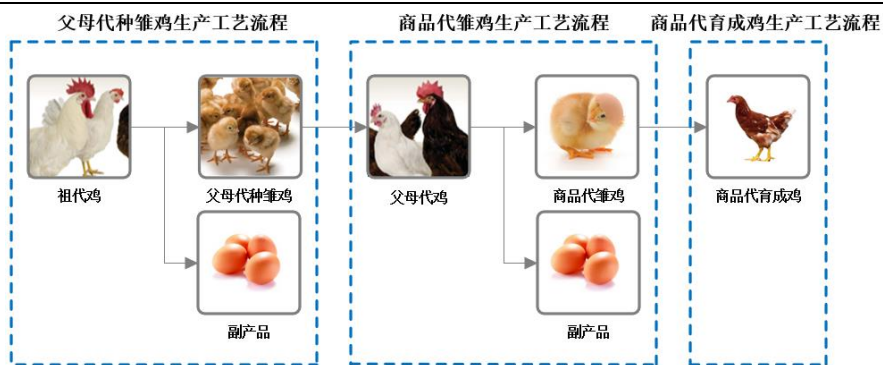 父母代种雏鸡生产工艺流程
商品代雏鸡生产工艺流程
商品代育成鸡生产工艺流程
祖代鸡
父母代种雏鸡
父母代鸡
商品代雏鸡
商品代育成鸡
副产品
副产品